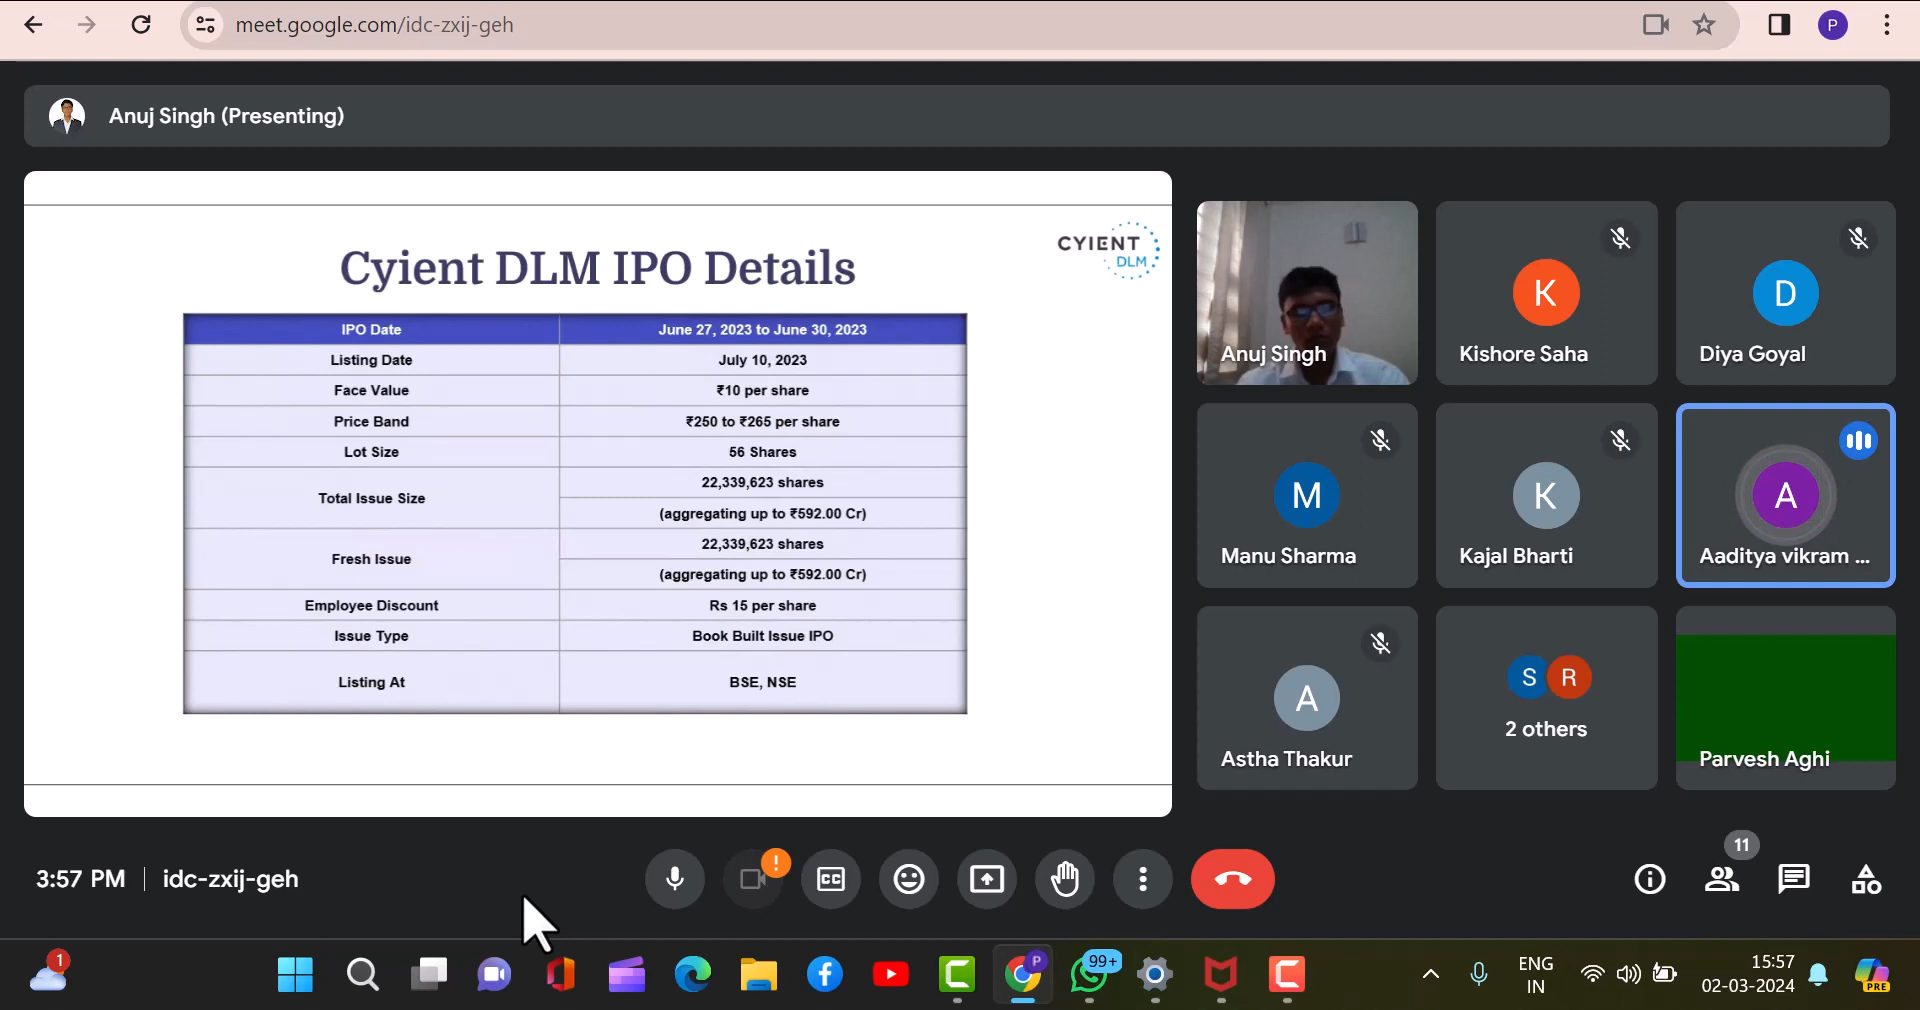 meet.google.com/idc-zxij-geh
P
Anuj Singh (Presenting)
CYIENT
DLM
Cyient DLM IPO Details
IPO Date June 27, 2023 to June 30, 2023
Listing Date July 10, 2023
Face Value ₹10 per share
Price Band ₹250 to ₹265 per share
Lot Size 56 Shares
Total Issue Size 22,339,623 shares
(aggregating up to ₹592.00 Cr)
Fresh Issue 22,339,623 shares
(aggregating up to ₹592.00 Cr)
Employee Discount Rs 15 per share
Issue Type Book Built Issue IPO
Listing At BSE, NSE
Anuj Singh
K
Kishore Saha
D
Diya Goyal
M
Manu Sharma
K
Kajal Bharti
A
Aaditya vikram ...
A
Astha Thakur
S R
2 others
Parvesh Aghi
3:57 PM idc-zxij-geh
!
CC
11
1
P
99+
ENG
IN
15:57
02-03-2024
PRE